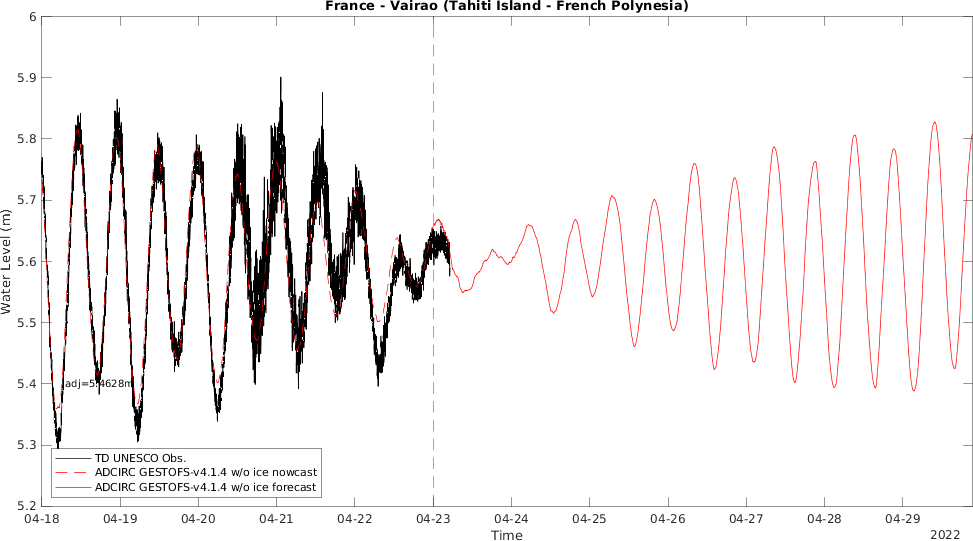 France - Vairao (Tahiti Island - French Polynesia)
6
5.9
5.8
5.7
5.6
5.5
5.4
5.3
5.2
Water Level (m)
adj=5.4628m
TD UNESCO Obs.
ADCIRC GESTOFS-v4.1.4 w/o ice nowcast
ADCIRC GESTOFS-v4.1.4 w/o ice forecast
04-18 04-19 04-20 04-21 04-22 04-23 04-24 04-25 04-26 04-27 04-28 04-29
Time
2022